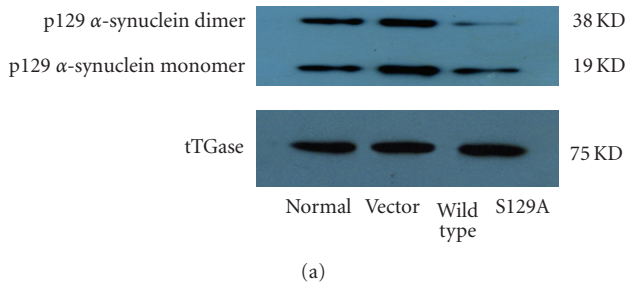 p129 α-synuclein dimer
38 KD
p129 α-synuclein monomer
19 KD
tTGase
75 KD
Normal Vector Wild type S129A
(a)